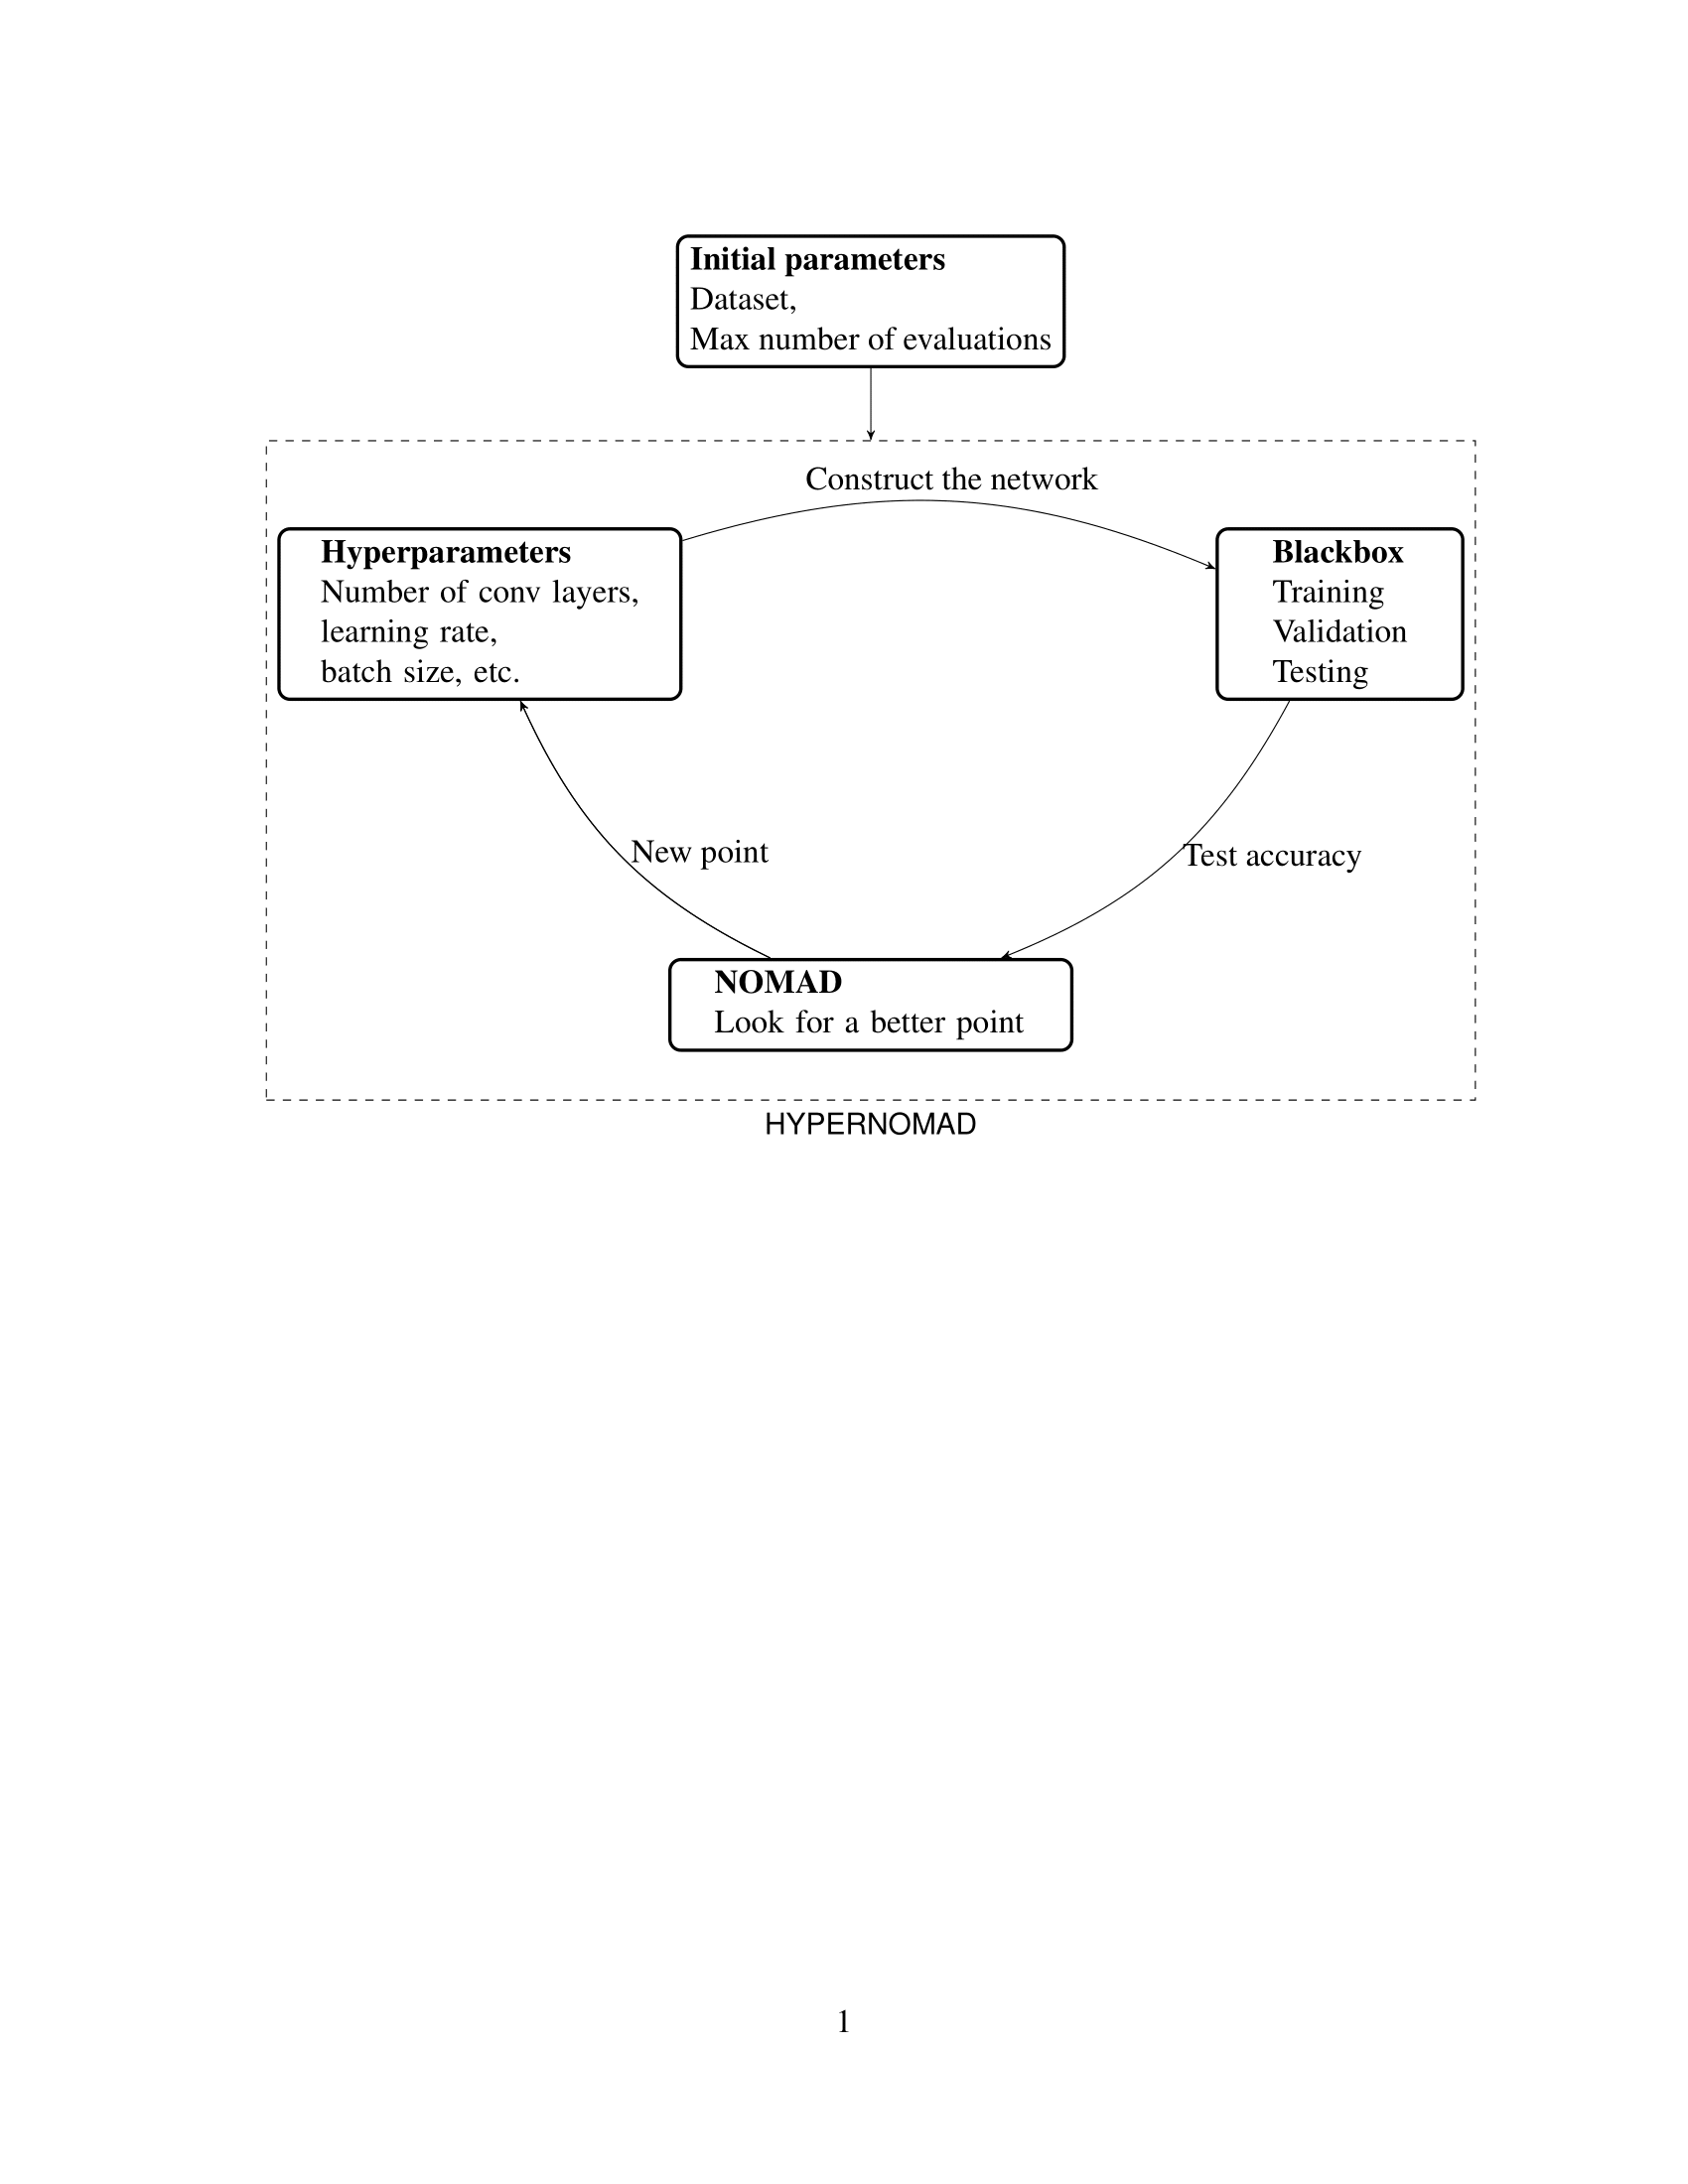 Initial parameters
Dataset,
Max number of evaluations
Construct the network
Hyperparameters
Number of conv layers,
learning rate,
batch size, etc.
Blackbox
Training
Validation
Testing
New point
Test accuracy
NOMAD
Look for a better point
HYPERNOMAD
1